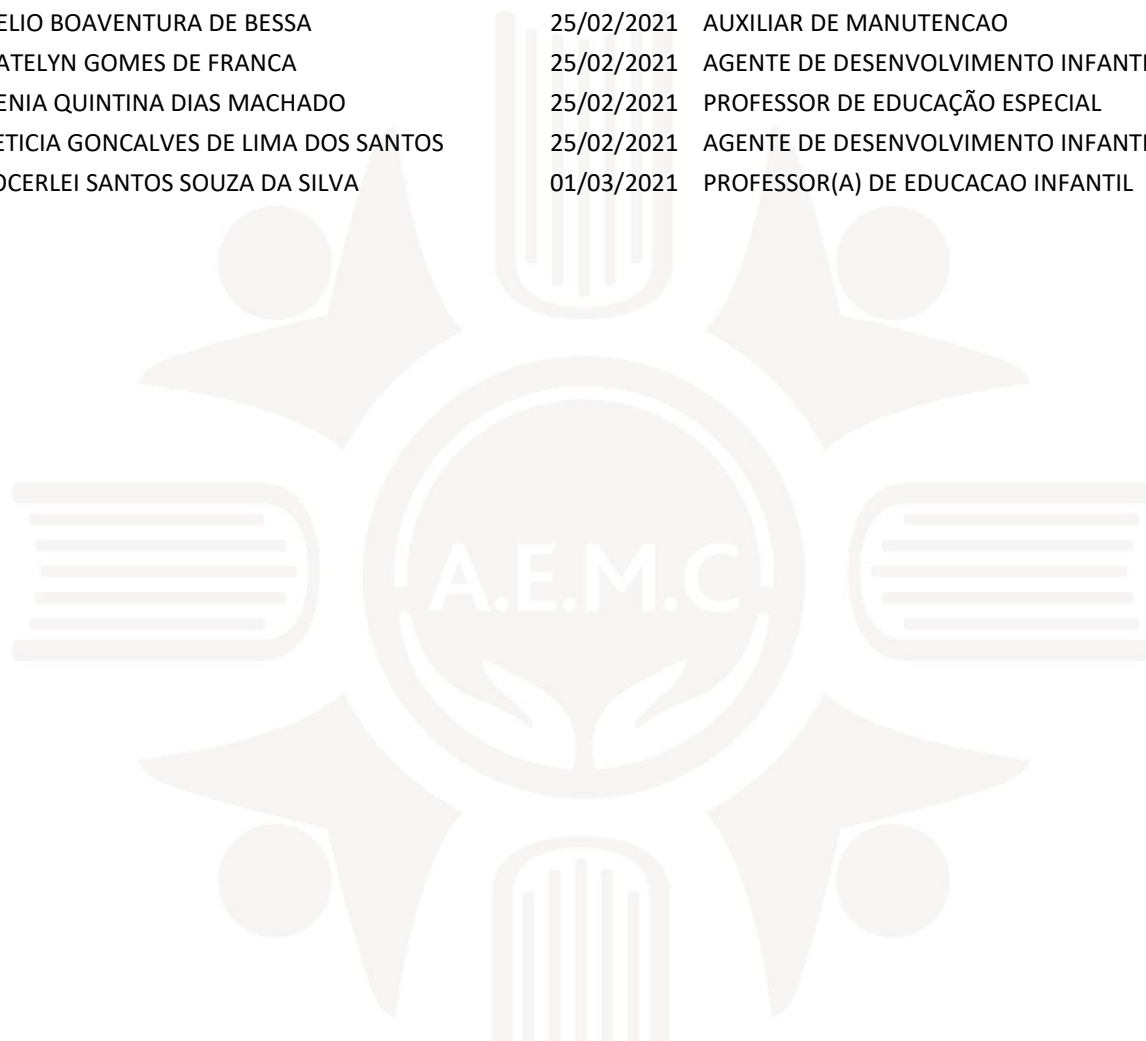 ELIO BOAVENTURA DE BESSA 25/02/2021 AUXILIAR DE MANUTENCAO
ATELYN GOMES DE FRANCA 25/02/2021 AGENTE DE DESENVOLVIMENTO INFANTI
ENIA QUINTINA DIAS MACHADO 25/02/2021 PROFESSOR DE EDUCAÇÃO ESPECIAL
ETICIA GONCALVES DE LIMA DOS SANTOS 25/02/2021 AGENTE DE DESENVOLVIMENTO INFANTI
OCERLEI SANTOS SOUZA DA SILVA 01/03/2021 PROFESSOR(A) DE EDUCACAO INFANTIL
A.E.M.C